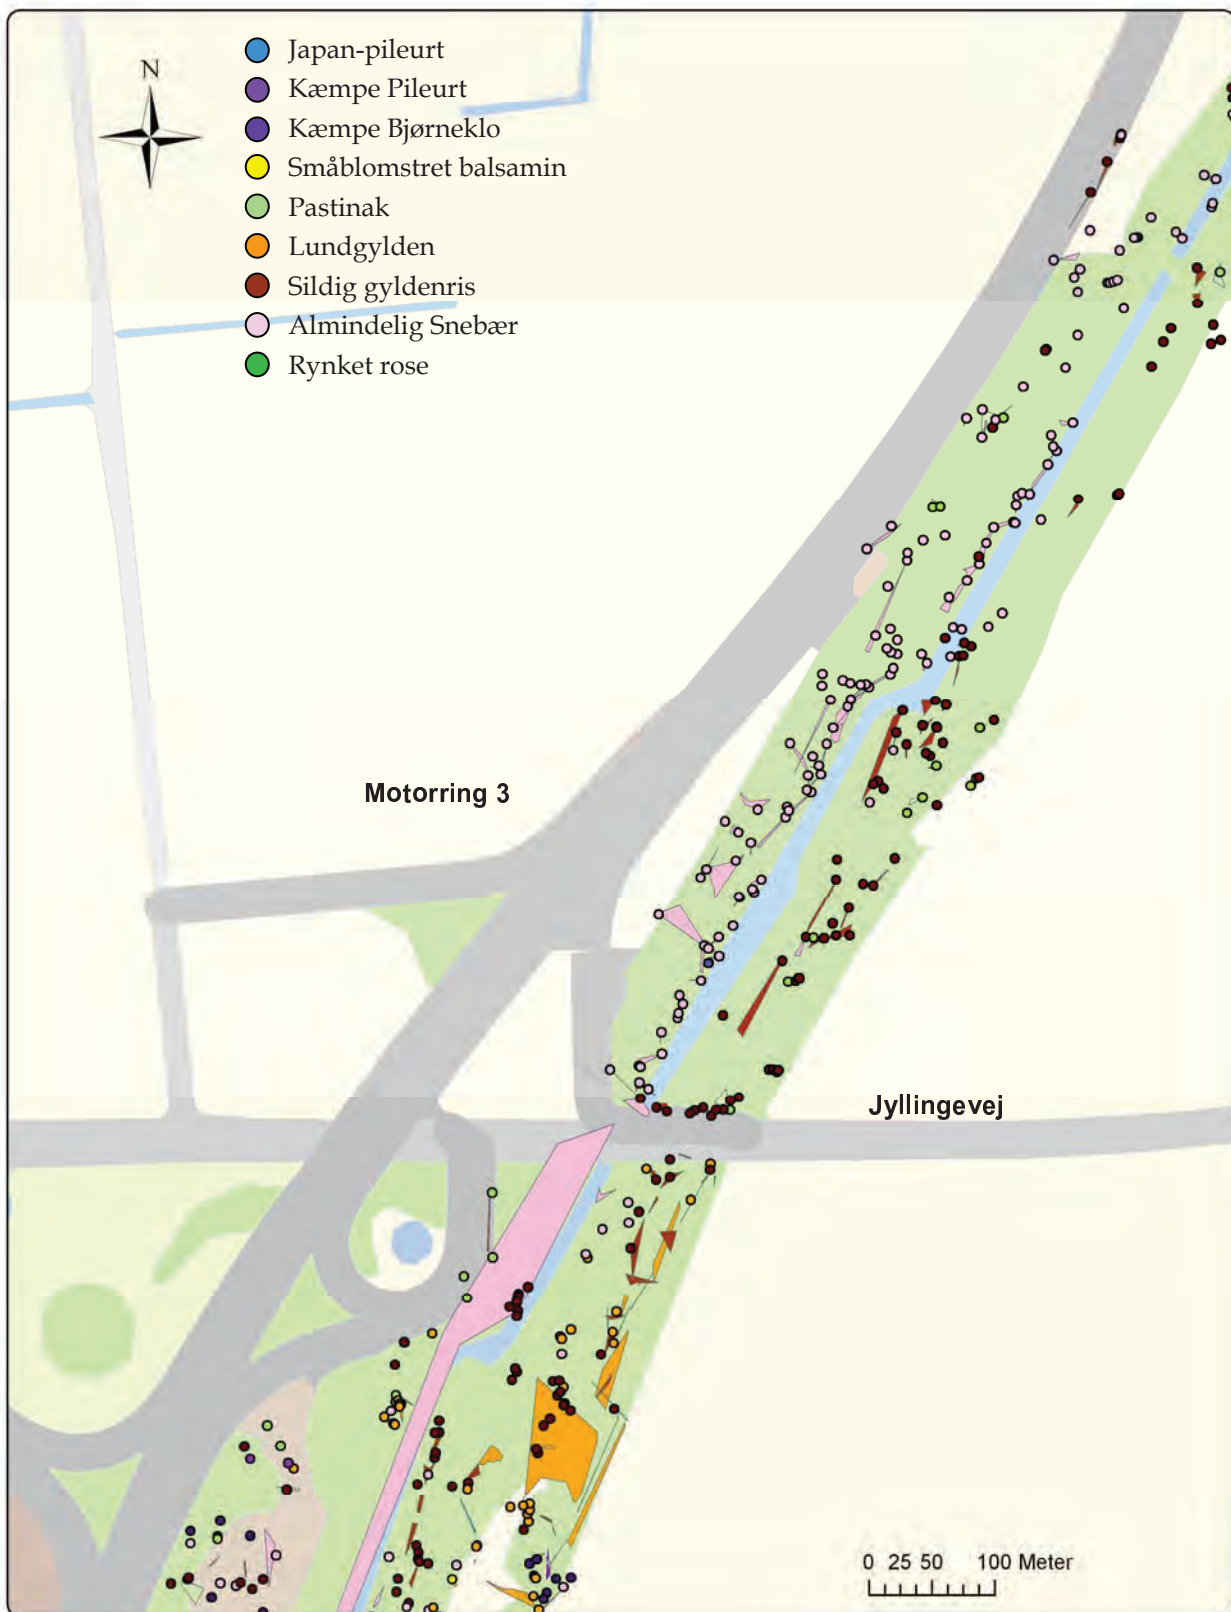 N
Japan-pileurt
Kæmpe Pileurt
Kæmpe Bjørneklo
Småblomstret balsamin
Pastinak
Lundgylden
Sildig gyldenris
Almindelig Snebær
Rynket rose
Motorring 3
Jyllingevej
0 25 50 100 Meter